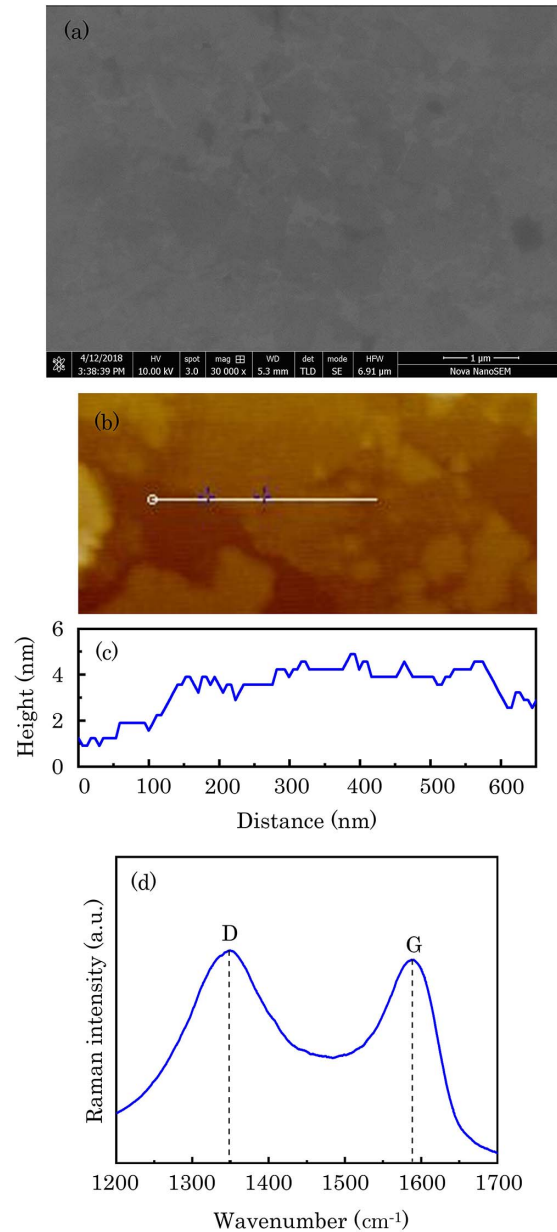 (a)
4/12/2018 HV spot mag ⊞ WD det mode HFW 1 µm
3:38:39 PM 10.00 kV 3.0 30 000 x 5.3 mm TLD SE 6.91 µm Nova NanoSEM
(b)
(c)
Height (nm)
6
4
2
0
0 100 200 300 400 500 600
Distance (nm)
(d)
D
G
Raman intensity (a.u.)
1200 1300 1400 1500 1600 1700
Wavenumber (cm⁻¹)